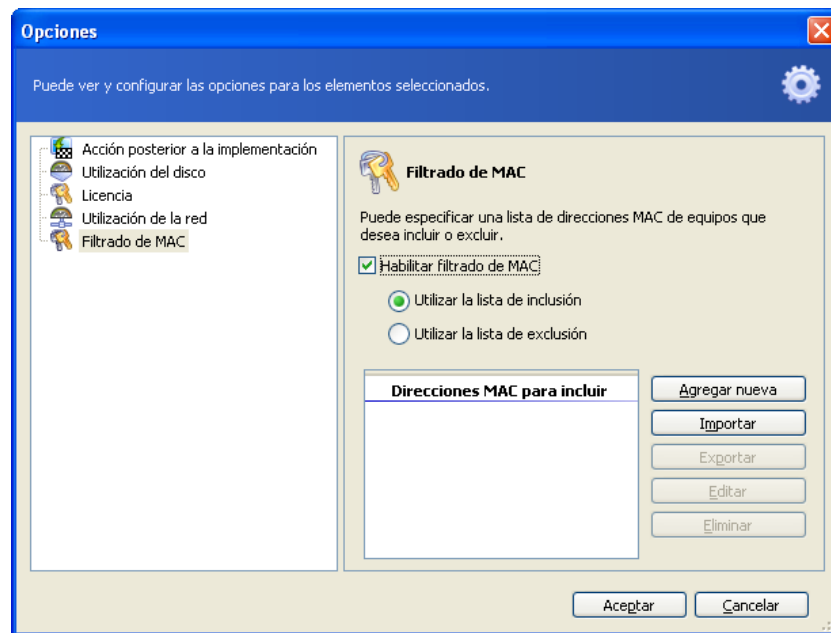 Opciones
Puede ver y configurar las opciones para los elementos seleccionados.
Acción posterior a la implementación
Utilización del disco
Licencia
Utilización de la red
Filtrado de MAC
Filtrado de MAC
Puede especificar una lista de direcciones MAC de equipos que
desea incluir o excluir.
Habilitar filtrado de MAC
Utilizar la lista de inclusión
Utilizar la lista de exclusión
Direcciones MAC para incluir
Agregar nueva
Importar
Exportar
Editar
Eliminar
Aceptar
Cancelar